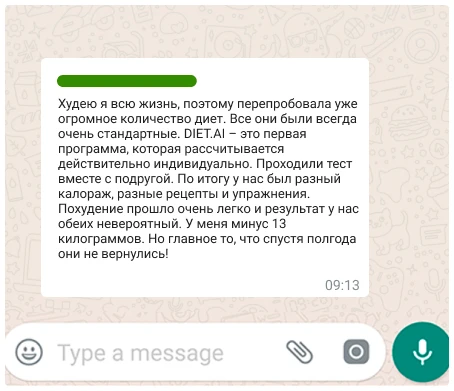 Худею я всю жизнь, поэтому перепробовала уже
огромное количество диет. Все они были всегда
очень стандартные. DIET.AI – это первая
программа, которая рассчитывается
действительно индивидуально. Проходили тест
вместе с подругой. По итогу у нас был разный
калораж, разные рецепты и упражнения.
Похудение прошло очень легко и результат у нас
обеих невероятный. У меня минус 13
килограммов. Но главное то, что спустя полгода
они не вернулись!
09:13
Type a message